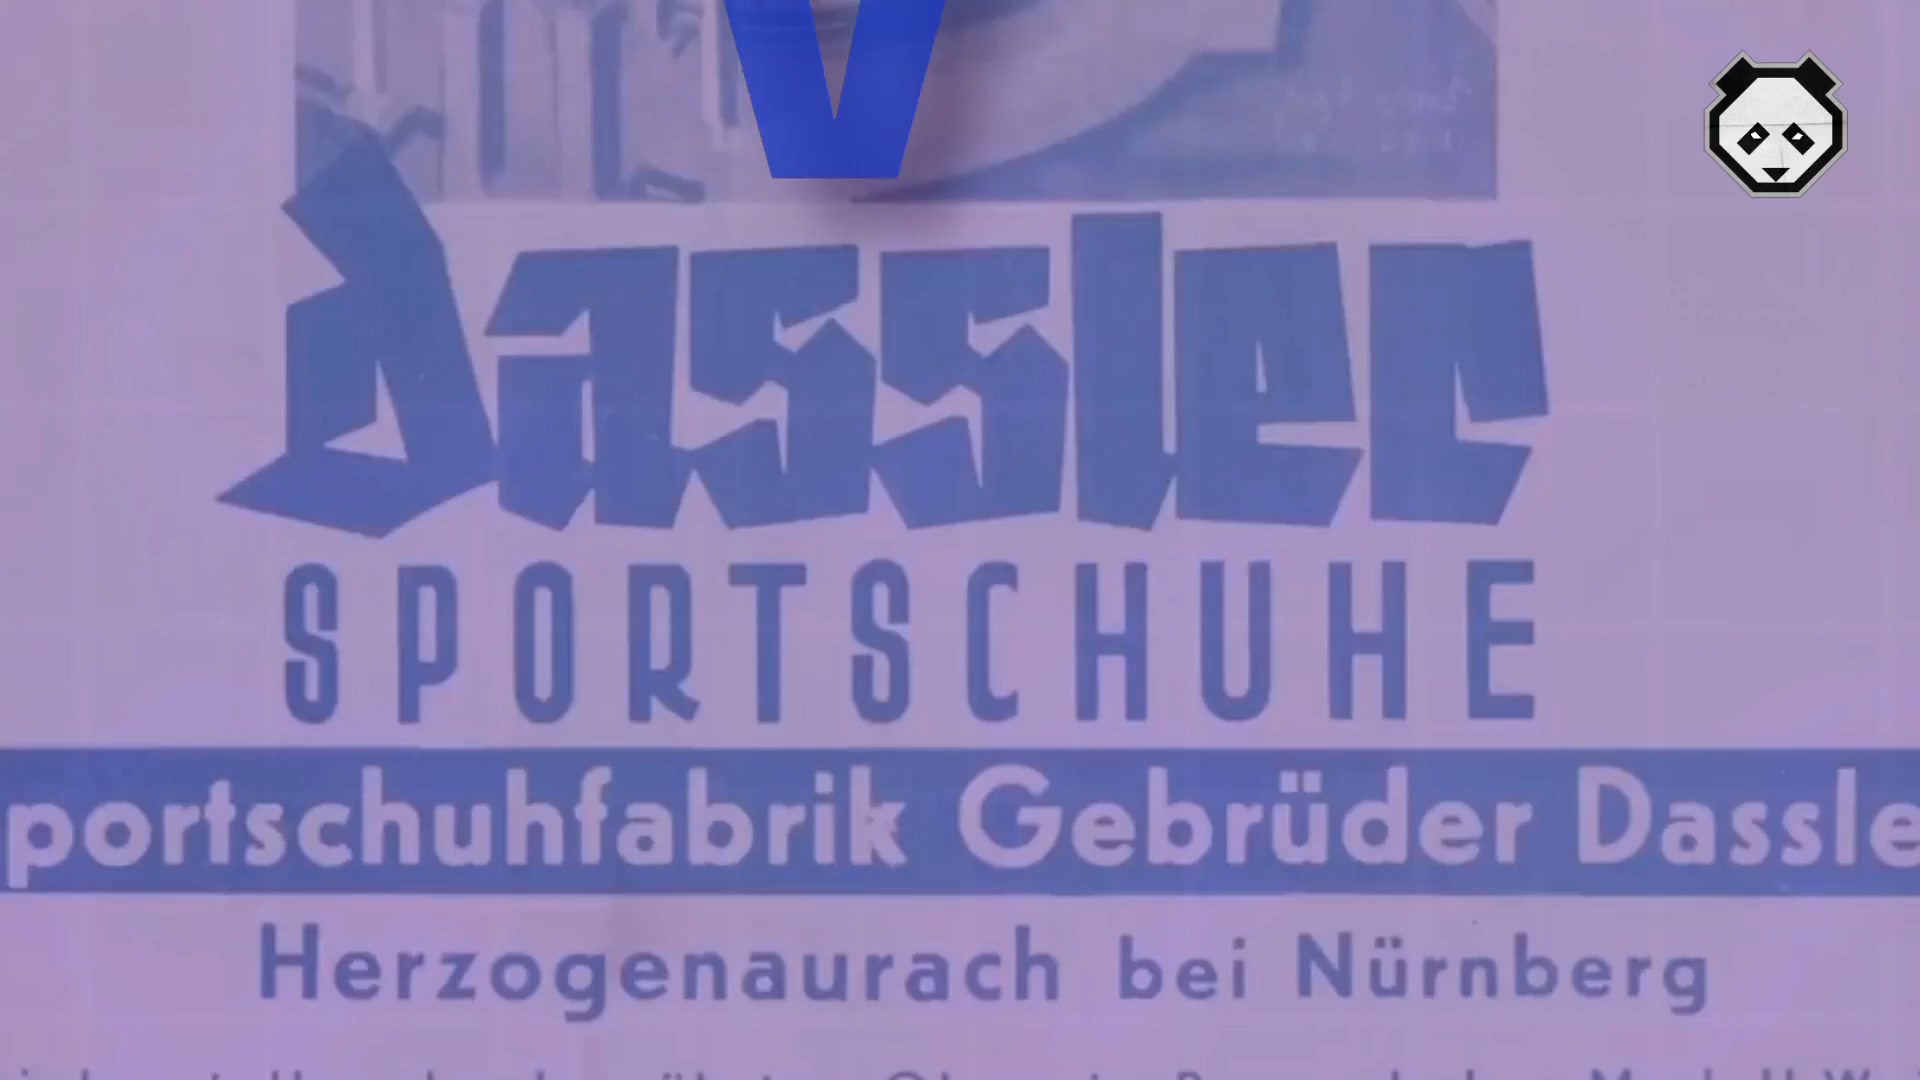 V
dassler
SPORTSCHUHE
portschuhfabrik Gebrüder Dassle
Herzogenaurach bei Nürnberg